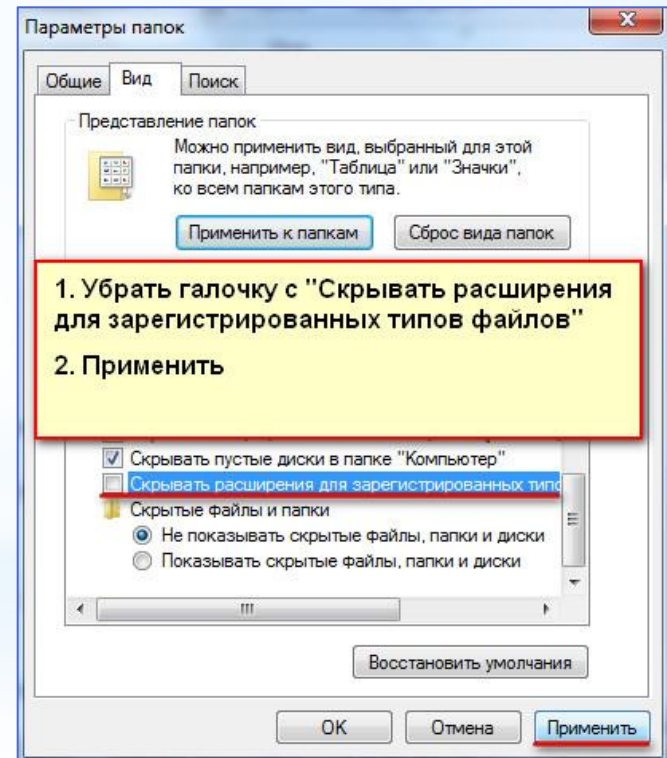 Параметры папок
Общие Вид Поиск
Представление папок
Можно применить вид, выбранный для этой
папки, например, "Таблица" или "Значки",
ко всем папкам этого типа.
Применить к папкам Сброс вида папок
1. Убрать галочку с "Скрывать расширения
для зарегистрированных типов файлов"
2. Применить
Скрывать пустые диски в папке "Компьютер"
Скрывать расширения для зарегистрированных типо
Скрытые файлы и папки
Не показывать скрытые файлы, папки и диски
Показывать скрытые файлы, папки и диски
Восстановить умолчания
OK Отмена Применить